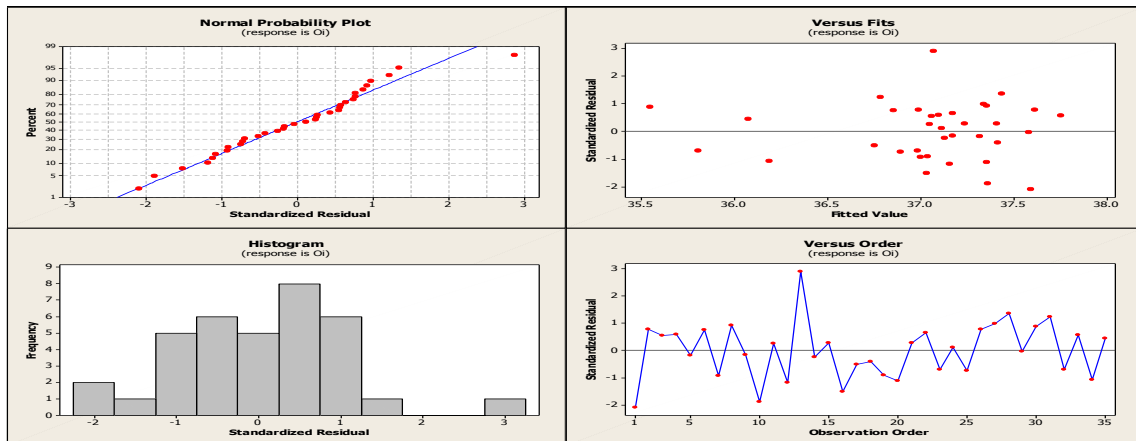 Normal Probability Plot
(response is Oi)
99
95
90
80
70
60
50
40
30
20
10
5
1
Percent
-3 -2 -1 0 1 2 3
Standardized Residual
Versus Fits
(response is Oi)
3
2
1
0
-1
-2
Standardized Residual
35.5 36.0 36.5 37.0 37.5 38.0
Fitted Value
Histogram
(response is Oi)
9
8
7
6
5
4
3
2
1
0
Frequency
-2 -1 0 1 2 3
Standardized Residual
Versus Order
(response is Oi)
3
2
1
0
-1
-2
Standardized Residual
1 5 10 15 20 25 30 35
Observation Order